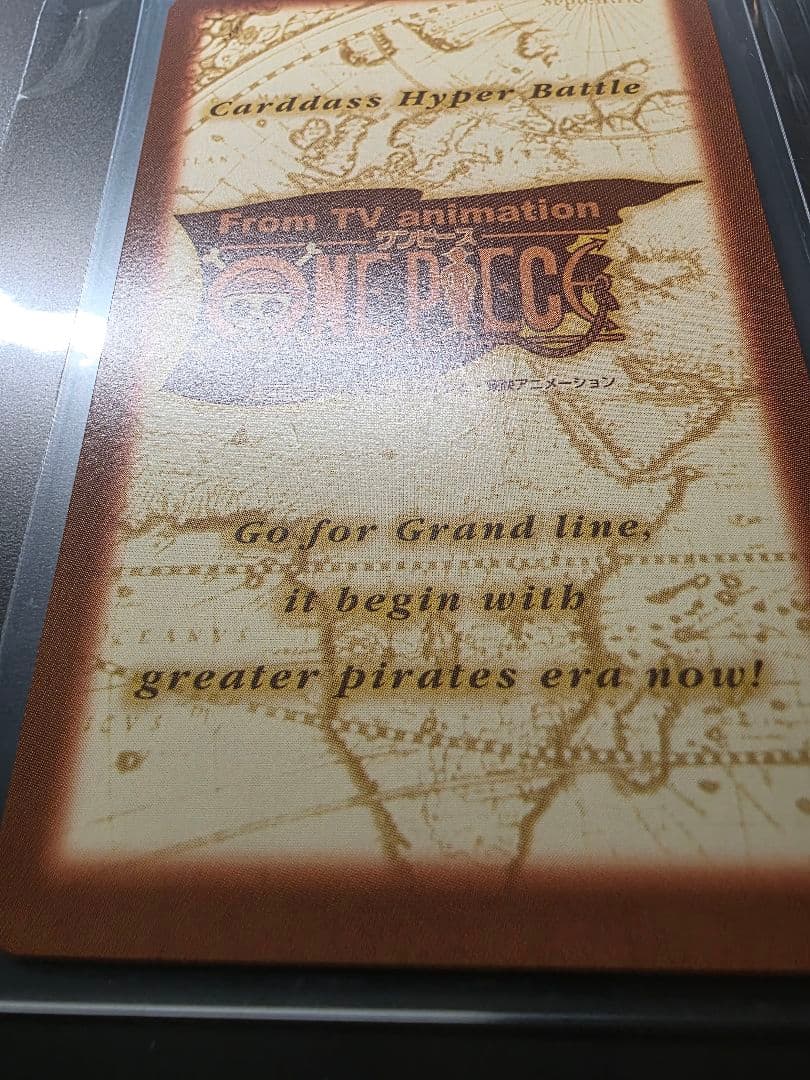 Carddass Hyper Battle
From TV animation
ワンピース
ONE PIECE
アニメーション
Go for Grand line,
it begin with
greater pirates era now!